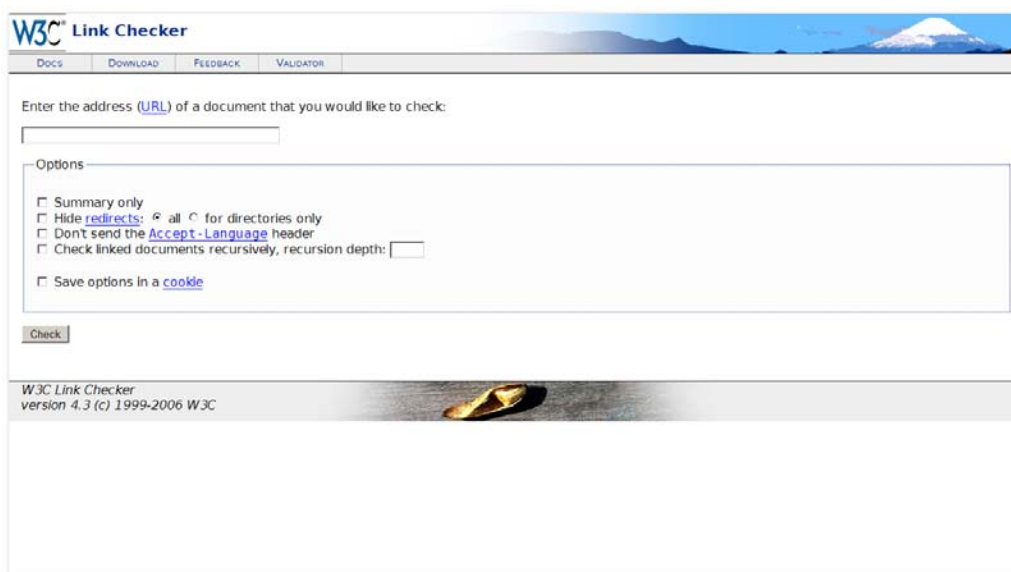 W3C® Link Checker
DOCS DOWNLOAD FEEDBACK VALIDATOR
Enter the address (URL) of a document that you would like to check:
Options
Summary only
Hide redirects: all for directories only
Don't send the Accept-Language header
Check linked documents recursively, recursion depth:
Save options in a cookie
Check
W3C Link Checker
version 4.3 (c) 1999-2006 W3C